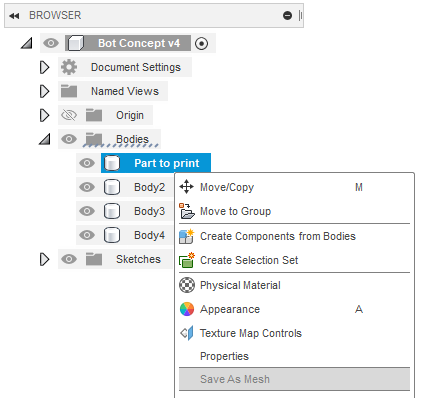 BROWSER
Bot Concept v4
Document Settings
Named Views
Origin
Bodies
Part to print
Body2
Move/Copy M
Move to Group
Body3
Body4
Create Components from Bodies
Sketches
Create Selection Set
Physical Material
Appearance A
Texture Map Controls
Properties
Save As Mesh